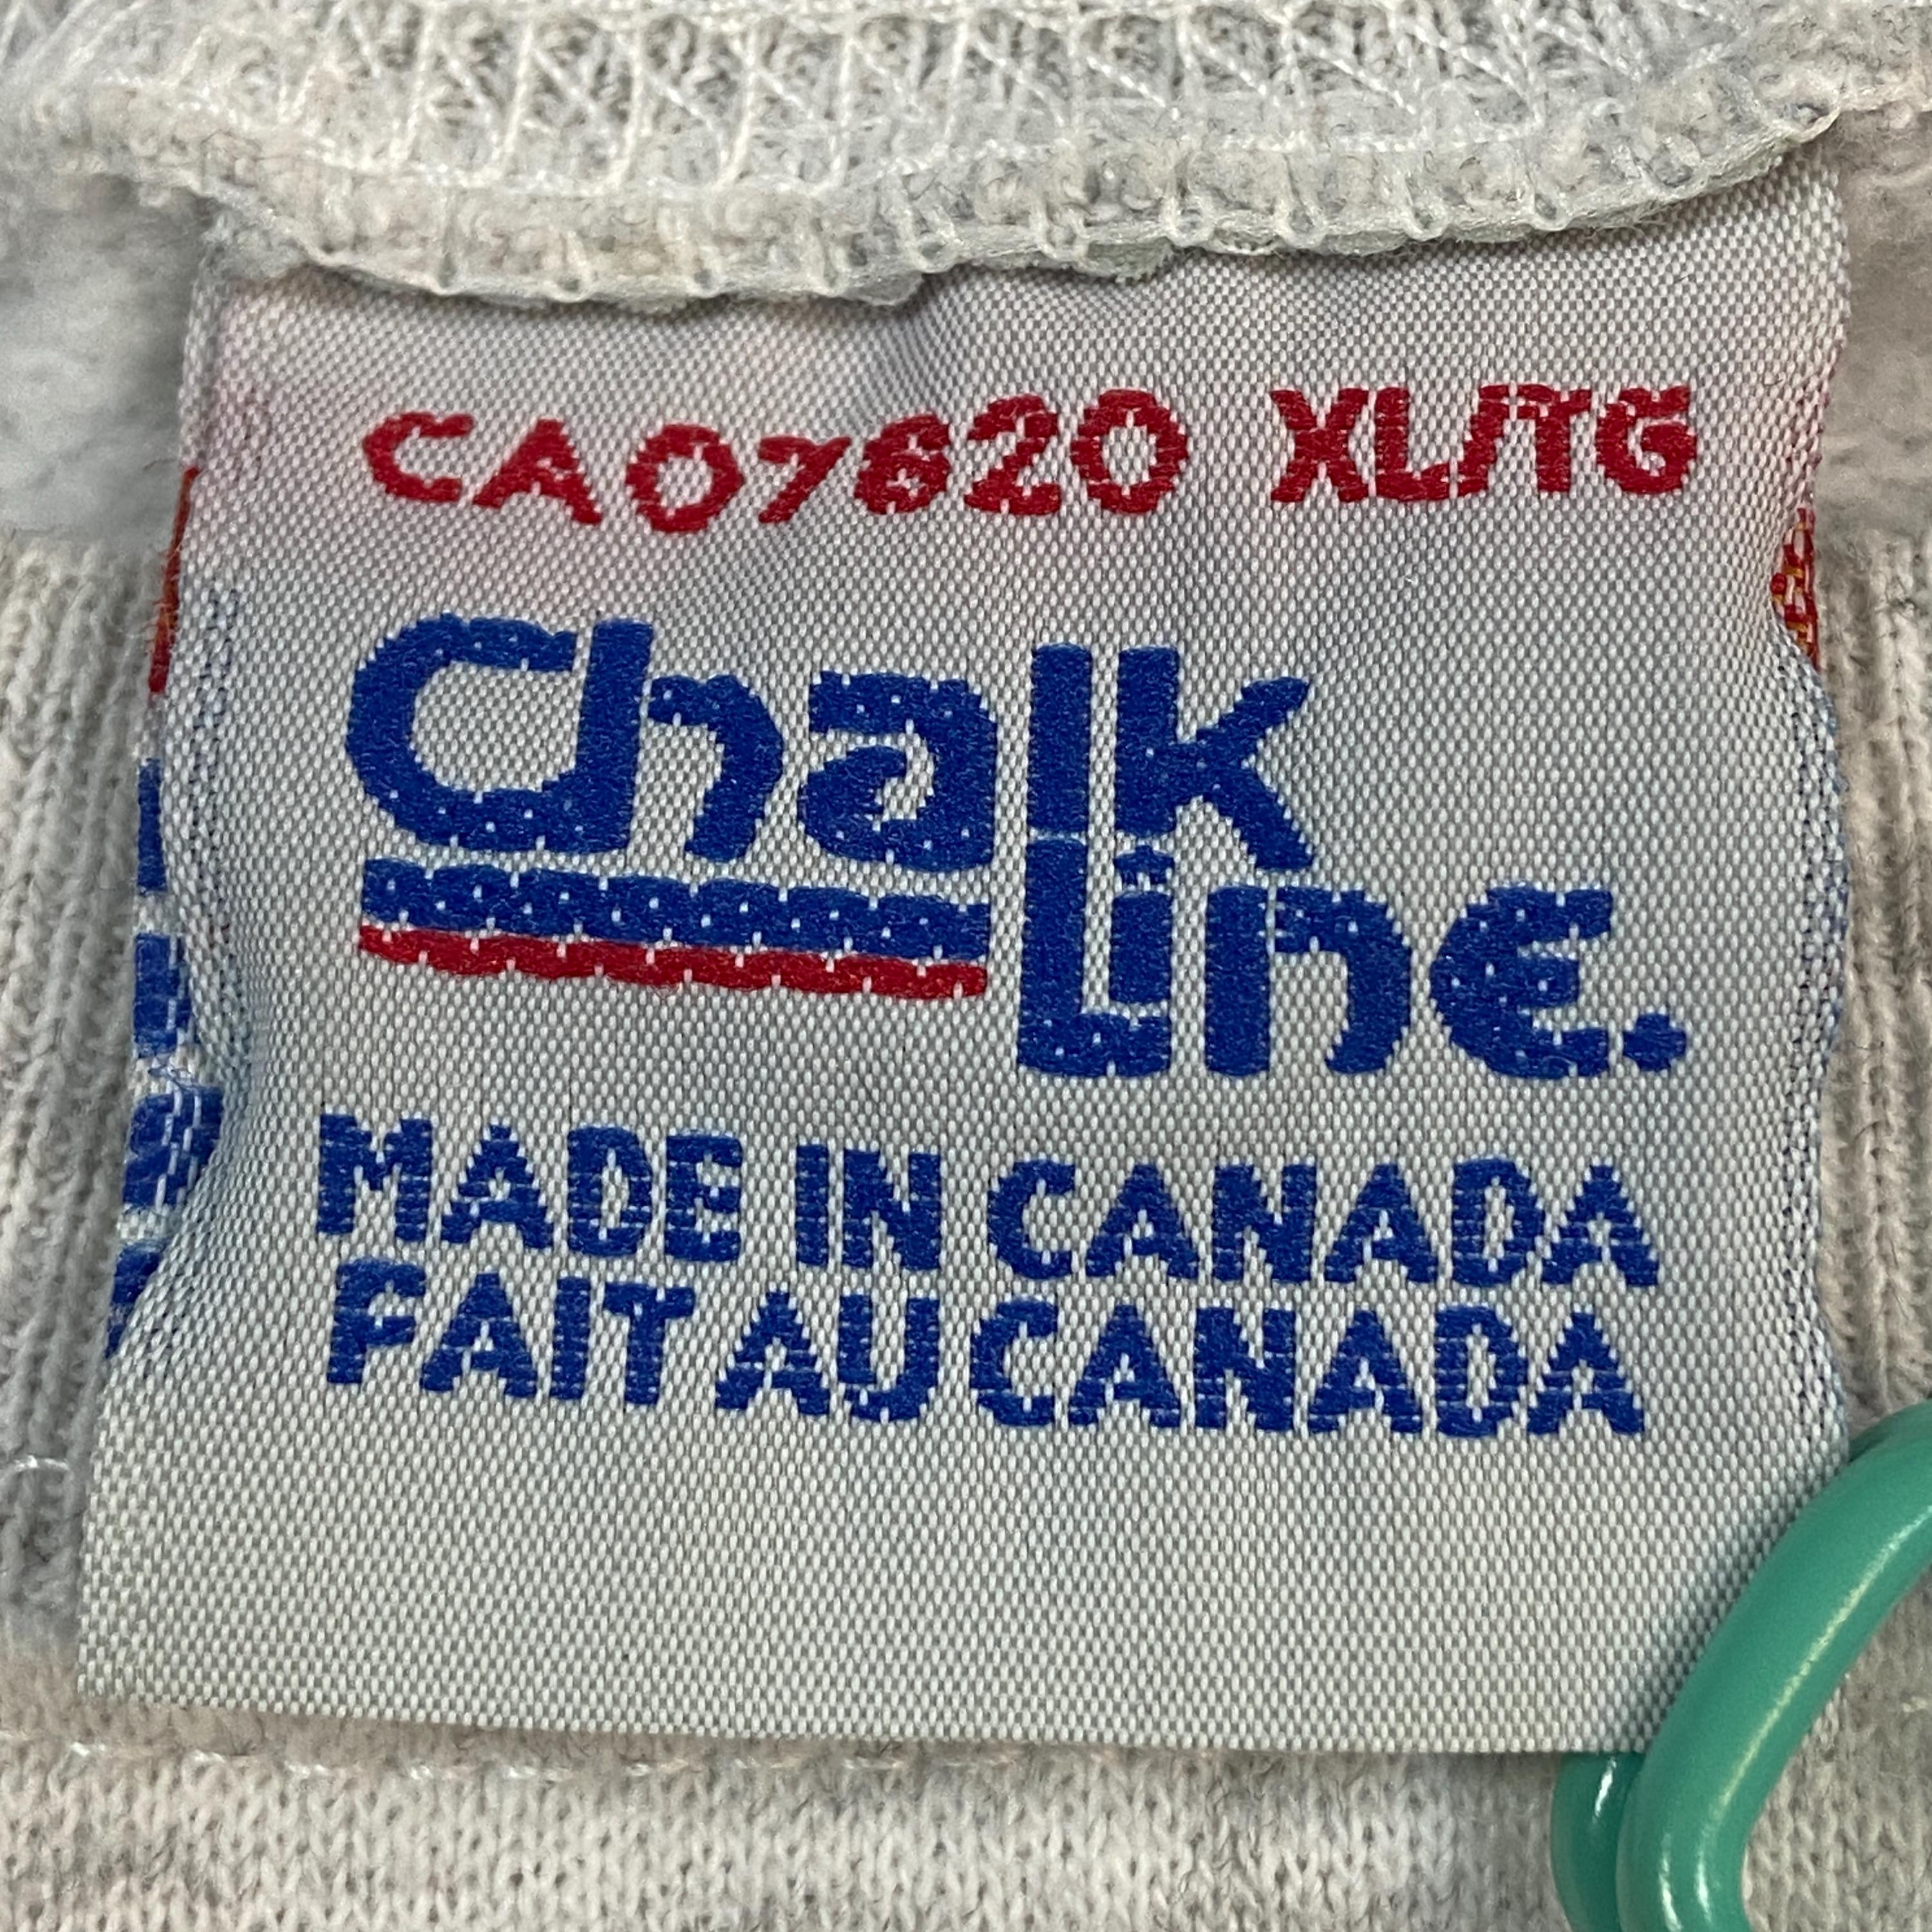 CA07620 XL/TG
Chalk
Line.
MADE IN CANADA
FAIT AU CANADA